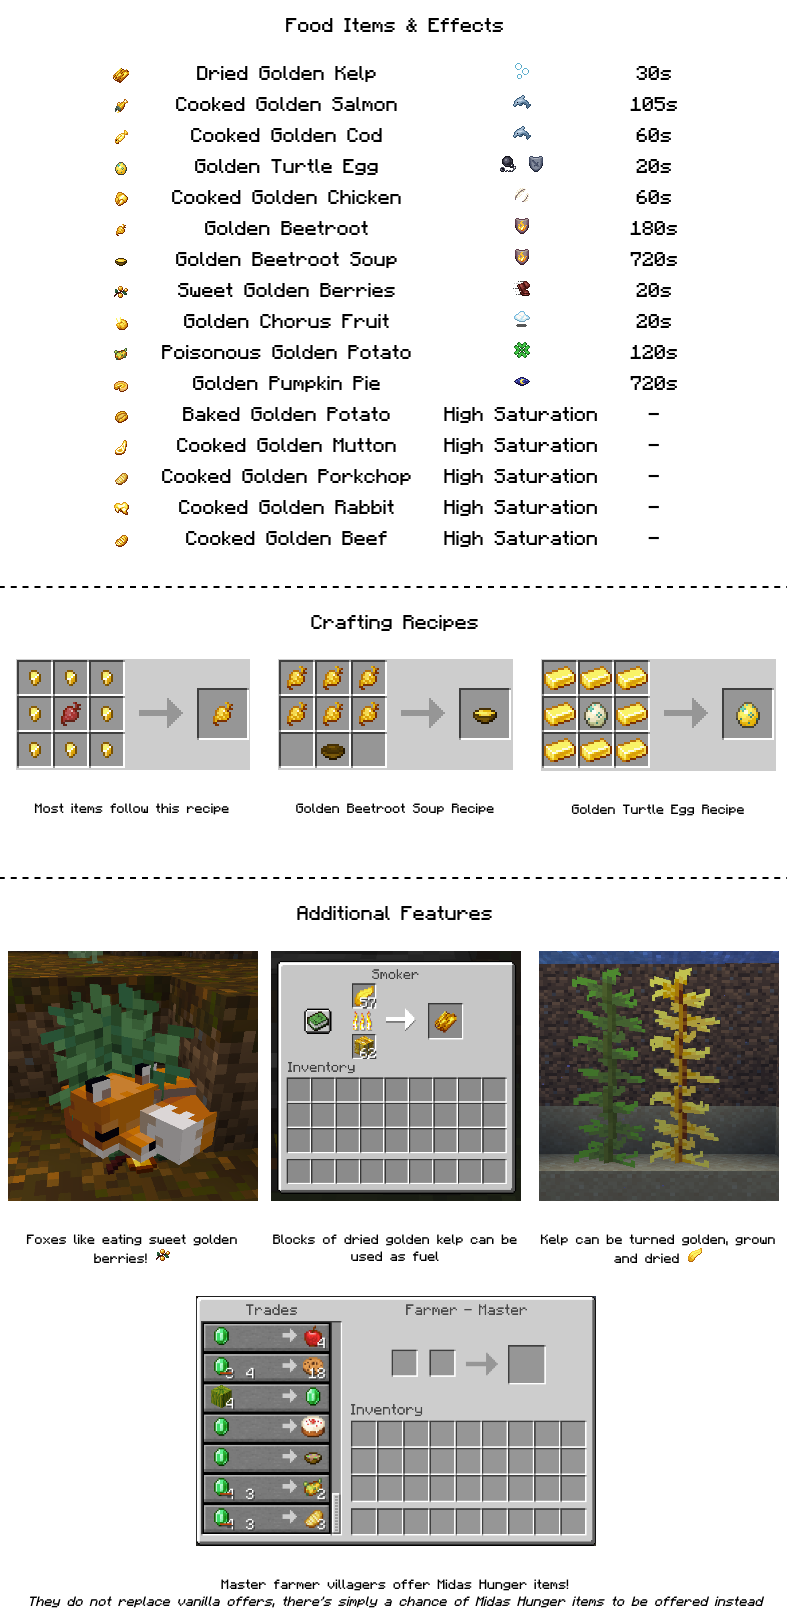 Food Items & Effects
Dried Golden Kelp 30s
Cooked Golden Salmon 105s
Cooked Golden Cod 60s
Golden Turtle Egg 20s
Cooked Golden Chicken 60s
Golden Beetroot 180s
Golden Beetroot Soup 720s
Sweet Golden Berries 20s
Golden Chorus Fruit 20s
Poisonous Golden Potato 120s
Golden Pumpkin Pie 720s
Baked Golden Potato High Saturation -
Cooked Golden Mutton High Saturation -
Cooked Golden Porkchop High Saturation -
Cooked Golden Rabbit High Saturation -
Cooked Golden Beef High Saturation -
Crafting Recipes
Most items follow this recipe
Golden Beetroot Soup Recipe
Golden Turtle Egg Recipe
Additional Features
Smoker
57
62
Inventory
Foxes like eating sweet golden
berries!
Blocks of dried golden kelp can be
used as fuel
Kelp can be turned golden, grown
and dried
Trades
Farmer - Master
4
3 4 18
4
4 3 2
4 3 3
Inventory
Master farmer villagers offer Midas Hunger items!
They do not replace vanilla offers, there's simply a chance of Midas Hunger items to be offered instead